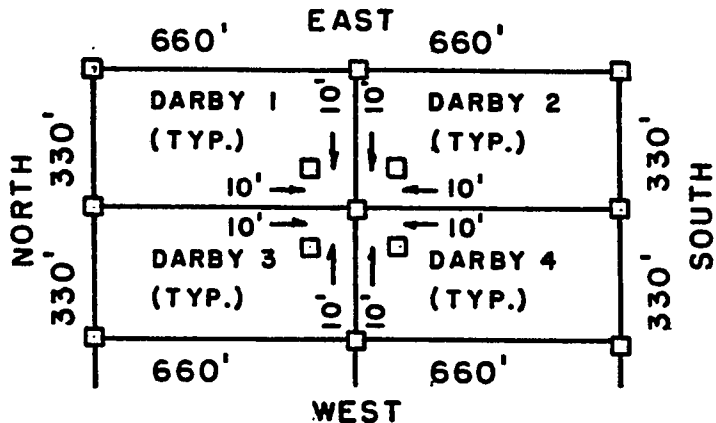 EAST
660' 660'
DARBY 1 10' 10' DARBY 2
(TYP.) (TYP.)
330' 330'
NORTH SOUTH
10' 10'
10' 10'
DARBY 3 DARBY 4
(TYP.) (TYP.)
330' 10' 10' 330'
660' 660'
WEST